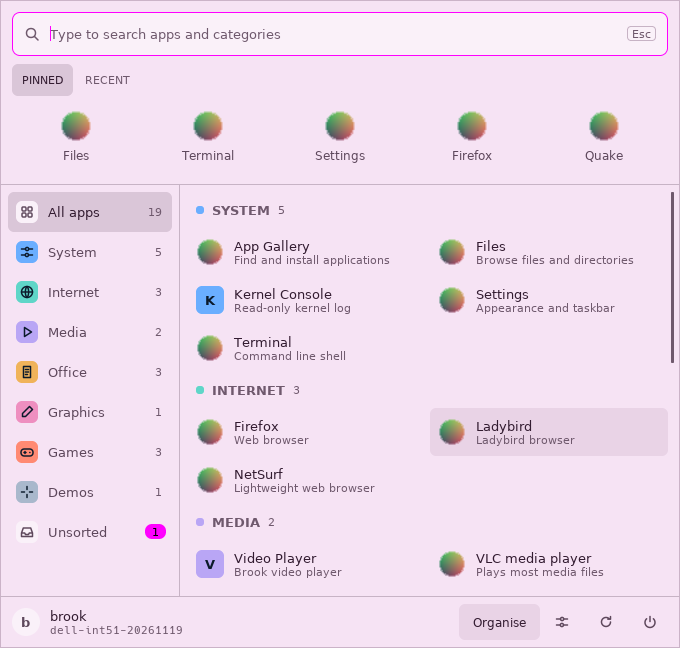 Type to search apps and categories
Esc
PINNED
RECENT
Files
Terminal
Settings
Firefox
Quake
All apps 19
System 5
Internet 3
Media 2
Office 3
Graphics 1
Games 3
Demos 1
Unsorted 1
SYSTEM 5
App Gallery
Find and install applications
Files
Browse files and directories
K
Kernel Console
Read-only kernel log
Settings
Appearance and taskbar
Terminal
Command line shell
INTERNET 3
Firefox
Web browser
Ladybird
Ladybird browser
NetSurf
Lightweight web browser
MEDIA 2
V
Video Player
Brook video player
VLC media player
Plays most media files
b
brook
dell-int51-20261119
Organise